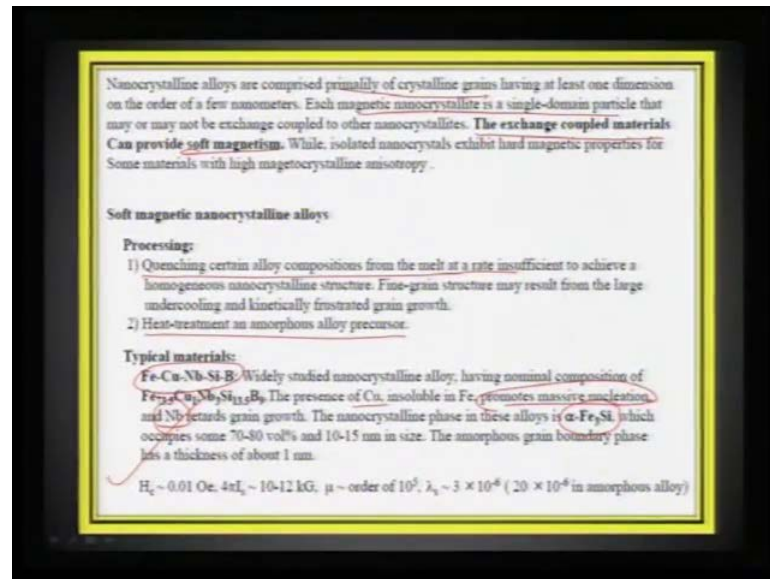 Nanocrystalline alloys are comprised primalily of crystalline grains having at least one dimension
on the order of a few nanometers. Each magnetic nanocrystallite is a single-domain particle that
may or may not be exchange coupled to other nanocrystallites. The exchange coupled materials
Can provide soft magnetism. While, isolated nanocrystals exhibit hard magnetic properties for
Some materials with high magetocrystalline anisotropy .
Soft magnetic nanocrystalline alloys
Processing:
1) Quenching certain alloy compositions from the melt at a rate insufficient to achieve a
homogeneous nanocrystalline structure. Fine-grain structure may result from the large
undercooling and kinetically frustrated grain growth.
2) Heat-treatment an amorphous alloy precursor.
Typical materials:
Fe-Cu-Nb-Si-B: Widely studied nanocrystalline alloy, having nominal composition of
The presence of Cu, insoluble in Fe, promotes massive nucleation
and Nb retards grain growth. The nanocrystalline phase in these alloys is α-Fe₃Si, which
occupies some 70-80 vol% and 10-15 nm in size. The amorphous grain boundary phase
has a thickness of about 1 nm.
H꜀ ~ 0.01 Oe, 4πIₛ ~ 10-12 kG, μ ~ order of 10⁵, λₛ ~ 3 × 10⁻⁶ ( 20 × 10⁻⁶ in amorphous alloy)